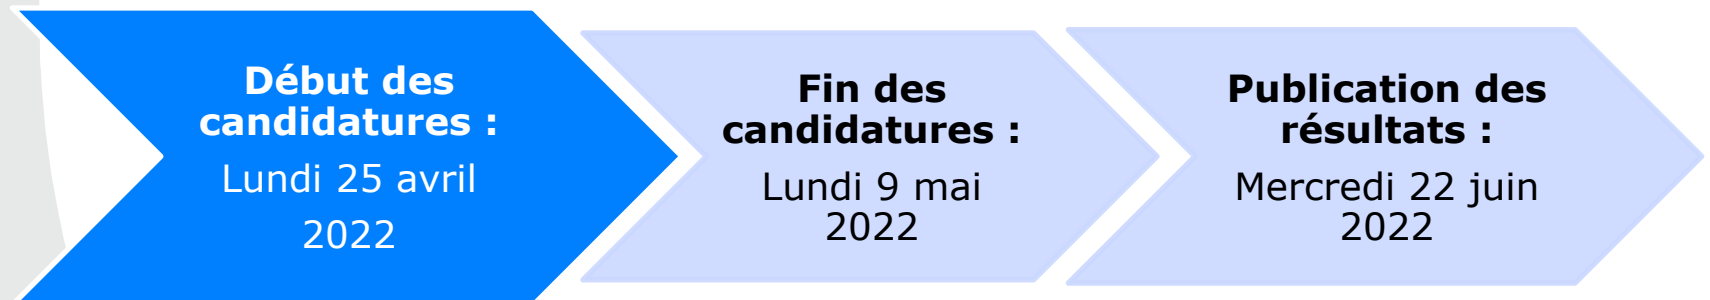 Début des
candidatures :
Lundi 25 avril
2022
Fin des
candidatures :
Lundi 9 mai
2022
Publication des
résultats :
Mercredi 22 juin
2022